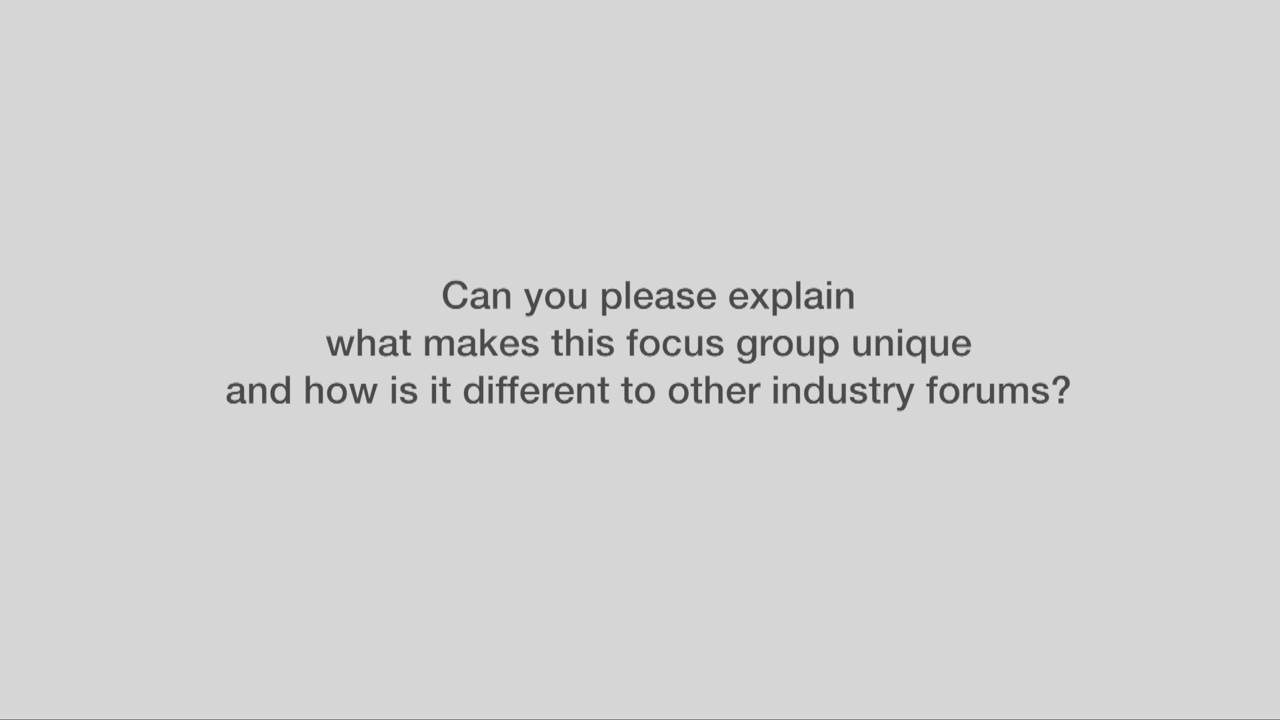 Can you please explain
what makes this focus group unique
and how is it different to other industry forums?